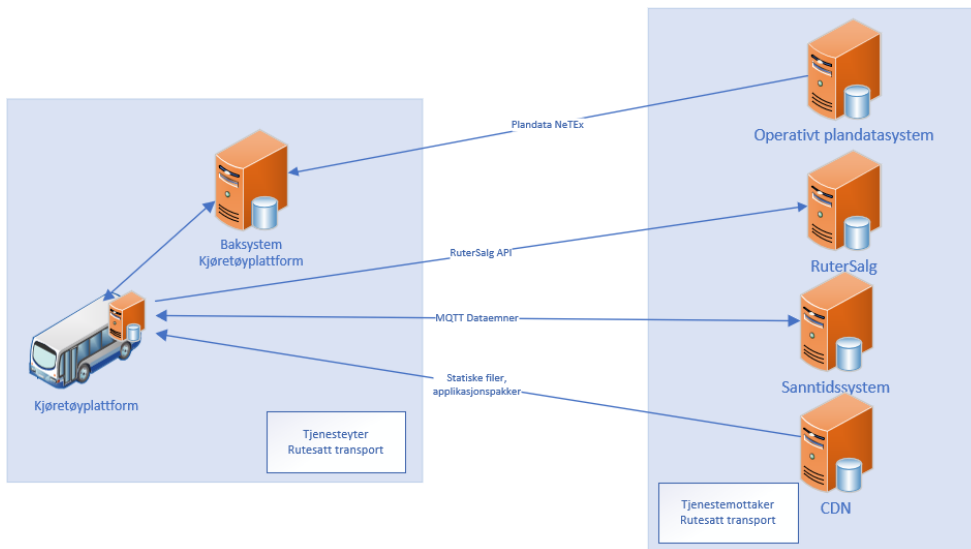 Operativt plandatasystem
Plandata NeTEx
Baksystem
Kjøretøyplattform
RuterSalg API
RuterSalg
MQTT Dataemner
Sanntidssystem
Statiske filer,
applikasjonspakker
Kjøretøyplattform
Tjenesteyter
Rutesatt transport
CDN
Tjenestemottaker
Rutesatt transport